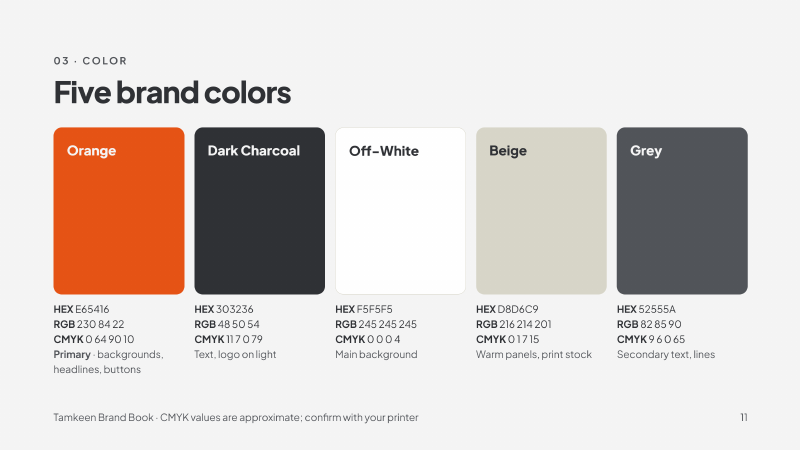 03 · COLOR
Five brand colors
Orange
Dark Charcoal
Off-White
Beige
Grey
HEX E65416
RGB 230 84 22
CMYK 0 64 90 10
Primary · backgrounds,
headlines, buttons
HEX 303236
RGB 48 50 54
CMYK 11 7 0 79
Text, logo on light
HEX F5F5F5
RGB 245 245 245
CMYK 0 0 0 4
Main background
HEX D8D6C9
RGB 216 214 201
CMYK 0 1 7 15
Warm panels, print stock
HEX 52555A
RGB 82 85 90
CMYK 9 6 0 65
Secondary text, lines
Tamkeen Brand Book · CMYK values are approximate; confirm with your printer
11